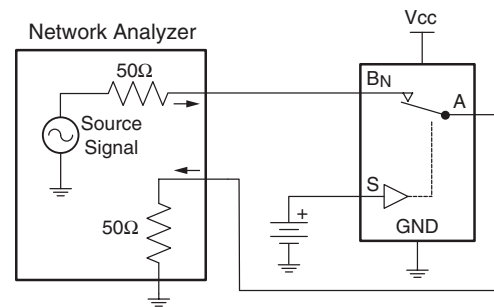 Vcc
Network Analyzer
50Ω
BN
A
Source
Signal
S
+
50Ω
GND